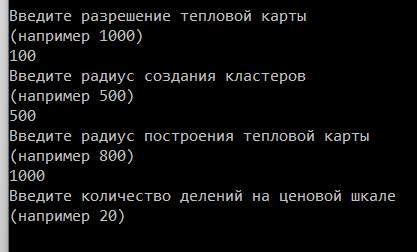 Введите разрешение тепловой карты
(например 1000)
100
Введите радиус создания кластеров
(например 500)
500
Введите радиус построения тепловой карты
(например 800)
1000
Введите количество делений на ценовой шкале
(например 20)